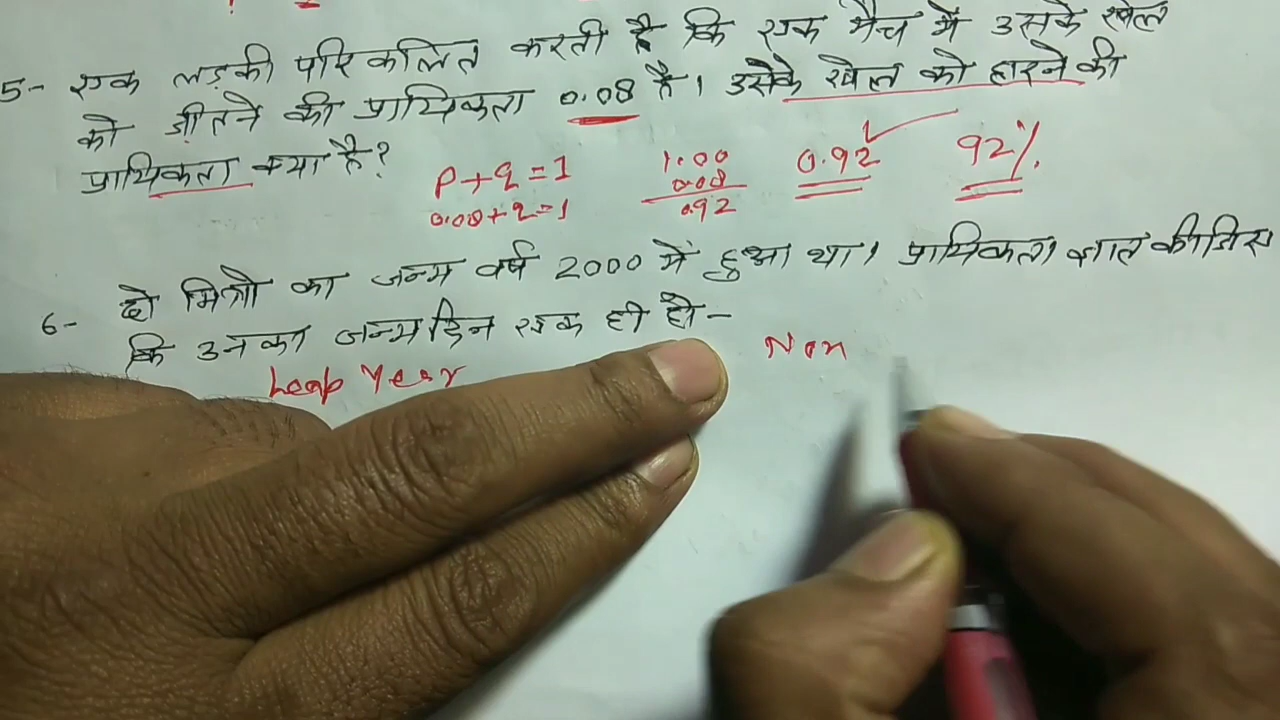 5- एक लड़की परिकलित करती है कि एक मैच में उसके खेल
को जीतने की प्रायिकता 0.08 है। उसके खेल को हारने की
प्रायिकता क्या है?
P+q=1
0.08+q=1
1.00
0.08
0.92
0.92
92%
6- दो मित्रो का जन्म वर्ष 2000 में हुआ था। प्रायिकता ज्ञात कीजिए
कि उनका जन्मदिन एक ही हो-
Leap Year
Non